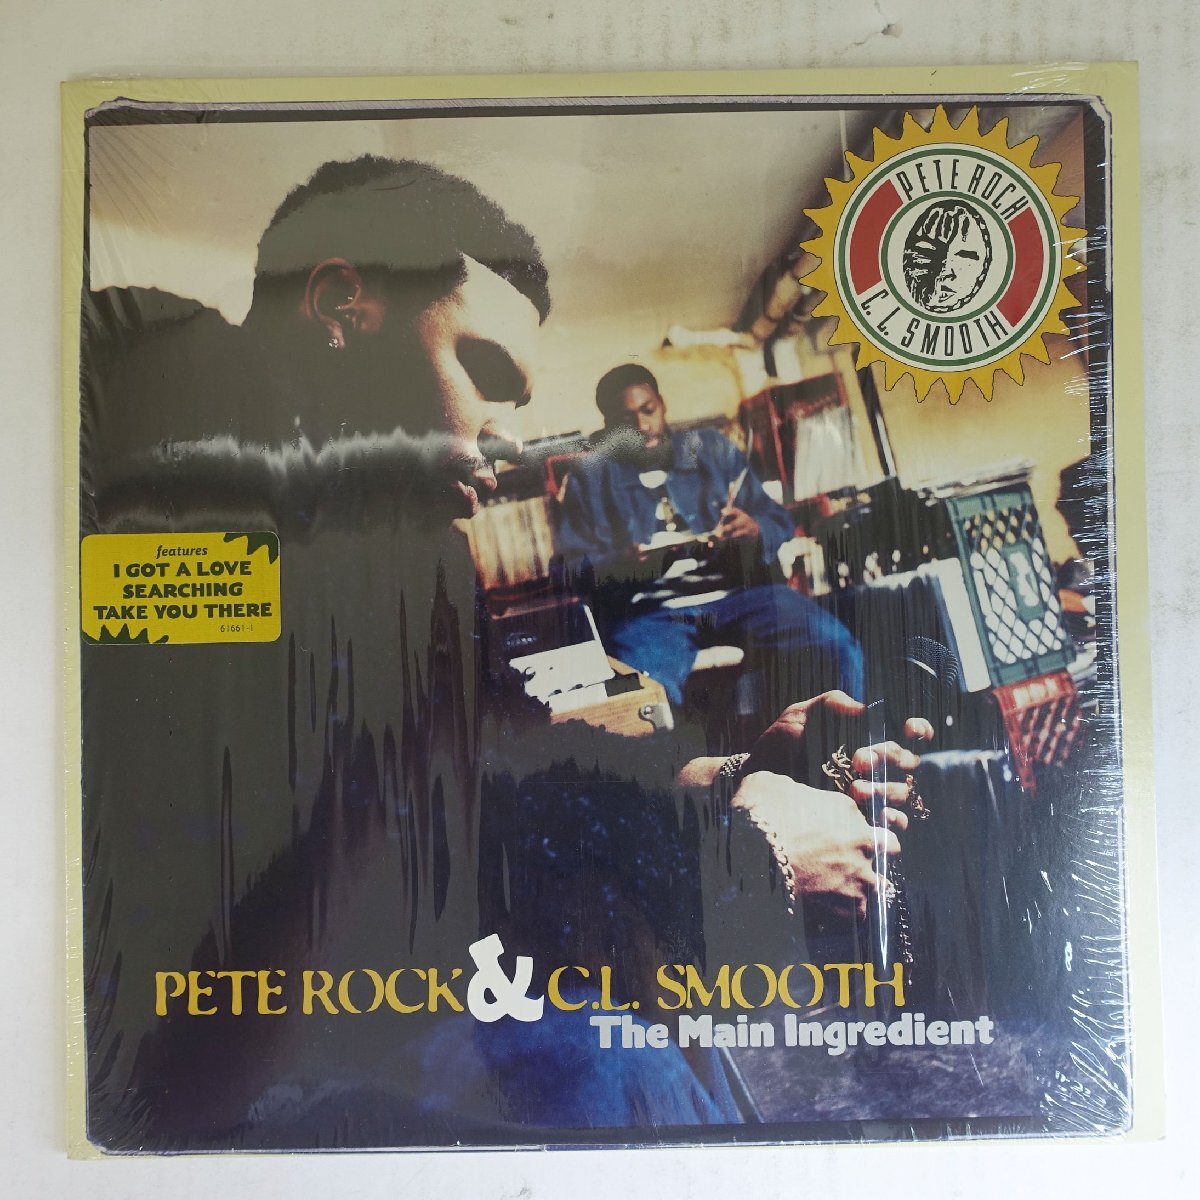 PETE ROCK
C. L. SMOOTH
features
I GOT A LOVE
SEARCHING
TAKE YOU THERE
61661-1
PETE ROCK & C.L. SMOOTH
The Main Ingredient